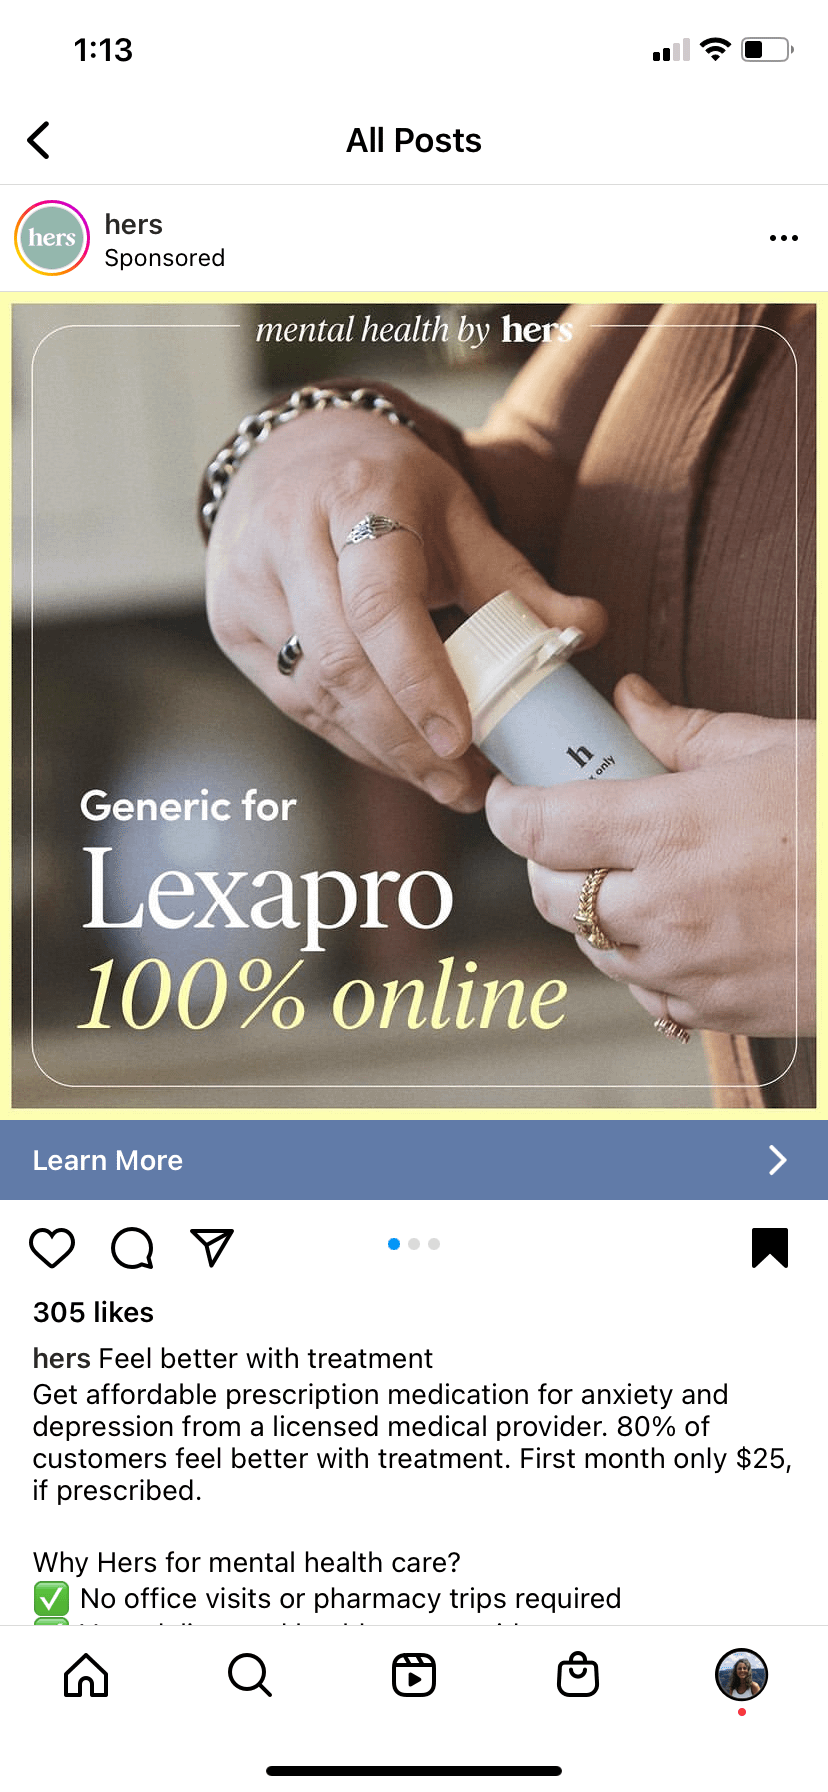 1:13
All Posts
hers
hers
Sponsored
mental health by hers
h
only
Generic for
Lexapro
100% online
Learn More
305 likes
hers Feel better with treatment
Get affordable prescription medication for anxiety and
depression from a licensed medical provider. 80% of
customers feel better with treatment. First month only $25,
if prescribed.
Why Hers for mental health care?
✅ No office visits or pharmacy trips required